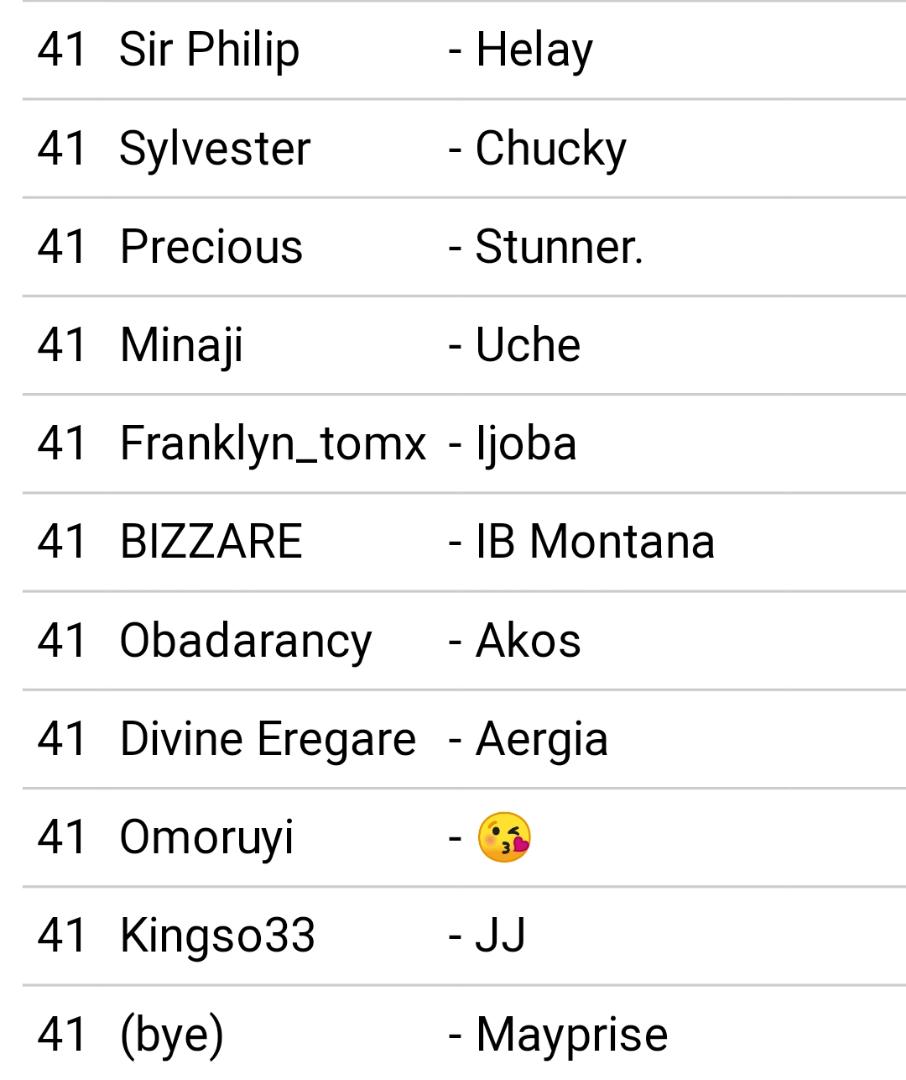 41 Sir Philip - Helay
41 Sylvester - Chucky
41 Precious - Stunner.
41 Minaji - Uche
41 Franklyn_tomx - Ijoba
41 BIZZARE - IB Montana
41 Obadarancy - Akos
41 Divine Eregare - Aergia
41 Omoruyi - 😘
41 Kingso33 - JJ
41 (bye) - Mayprise